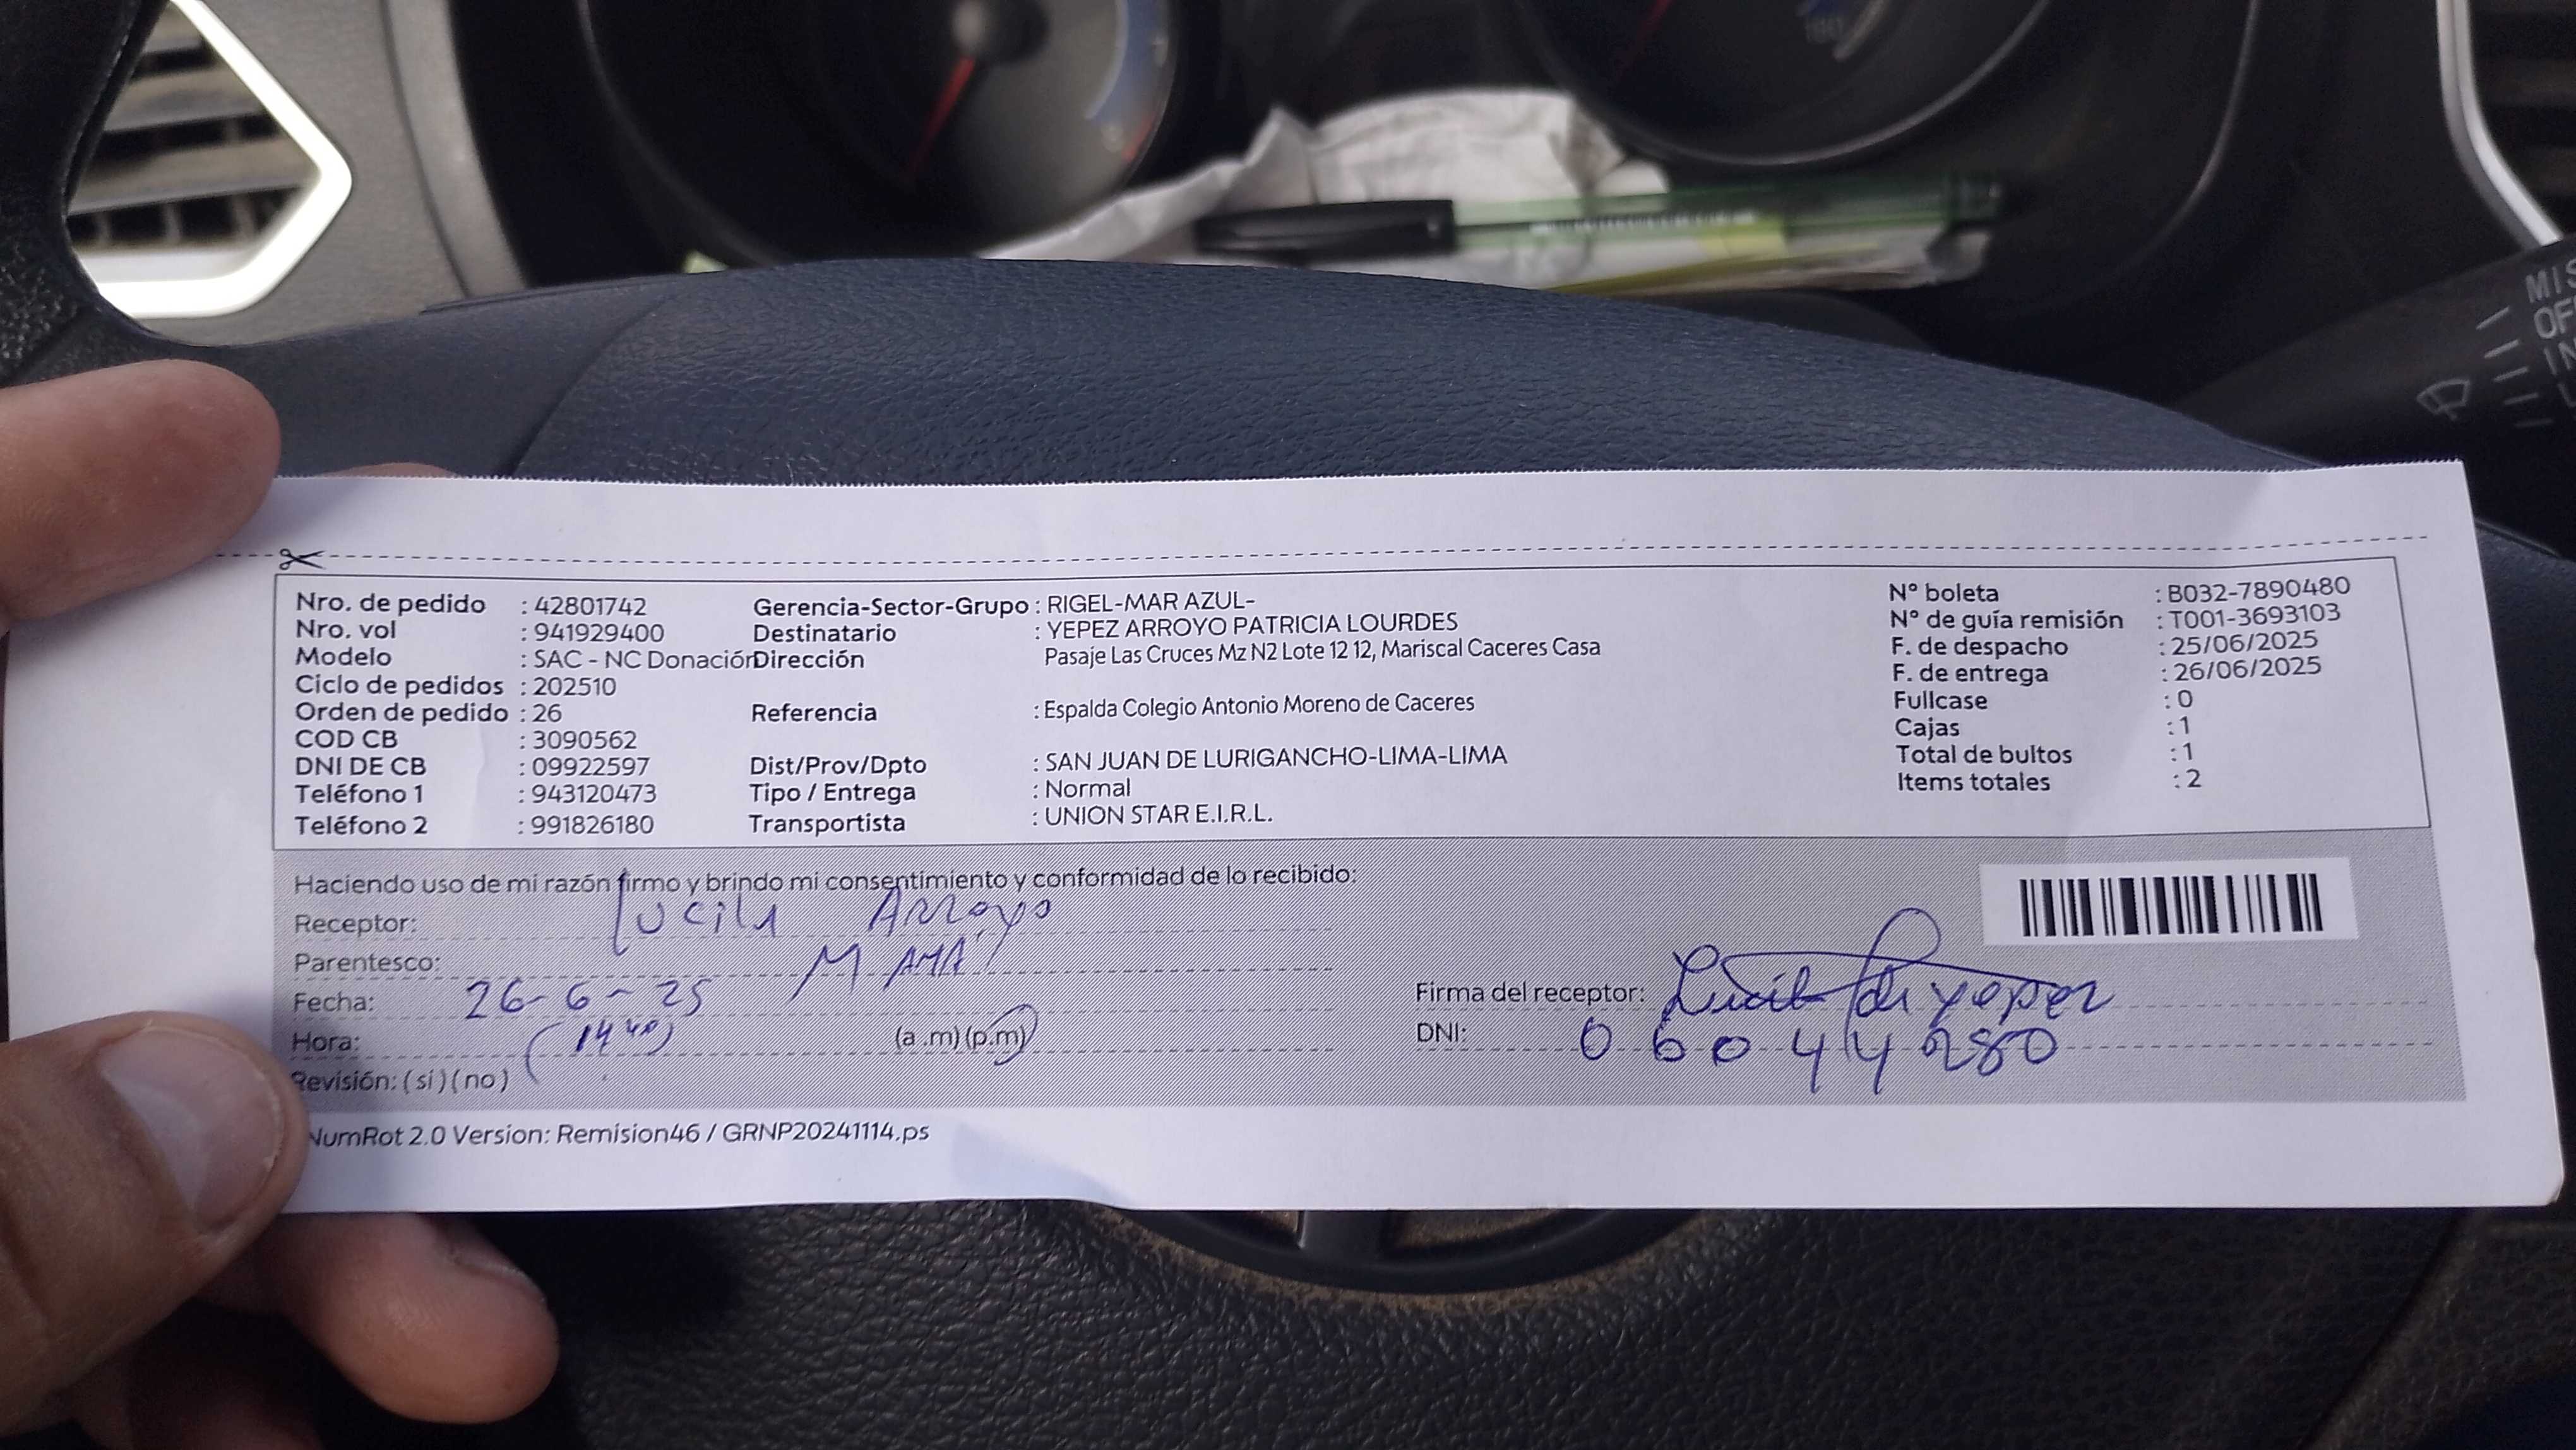 MIS
OF
IN
Nro. de pedido : 42801742
Nro. vol : 941929400
Modelo : SAC - NC Donación
Ciclo de pedidos : 202510
Orden de pedido : 26
COD CB : 3090562
DNI DE CB : 09922597
Teléfono 1 : 943120473
Teléfono 2 : 991826180
Gerencia-Sector-Grupo : RIGEL-MAR AZUL-
Destinatario : YEPEZ ARROYO PATRICIA LOURDES
Dirección Pasaje Las Cruces Mz N2 Lote 12 12, Mariscal Caceres Casa
Referencia : Espalda Colegio Antonio Moreno de Caceres
Dist/Prov/Dpto : SAN JUAN DE LURIGANCHO-LIMA-LIMA
Tipo / Entrega : Normal
Transportista : UNION STAR E.I.R.L.
N° boleta : B032-7890480
N° de guía remisión : T001-3693103
F. de despacho : 25/06/2025
F. de entrega : 26/06/2025
Fullcase : 0
Cajas : 1
Total de bultos : 1
Items totales : 2
Haciendo uso de mi razón firmo y brindo mi consentimiento y conformidad de lo recibido:
Receptor: Lucila Arroyo
Parentesco: MAMA
Fecha: 26-6-25
Hora: (14 40) (a .m) (p.m)
Revisión: ( si ) ( no )
Firma del receptor: de yepez
DNI: 06044280
NumRot 2.0 Version: Remision46 / GRNP20241114.ps